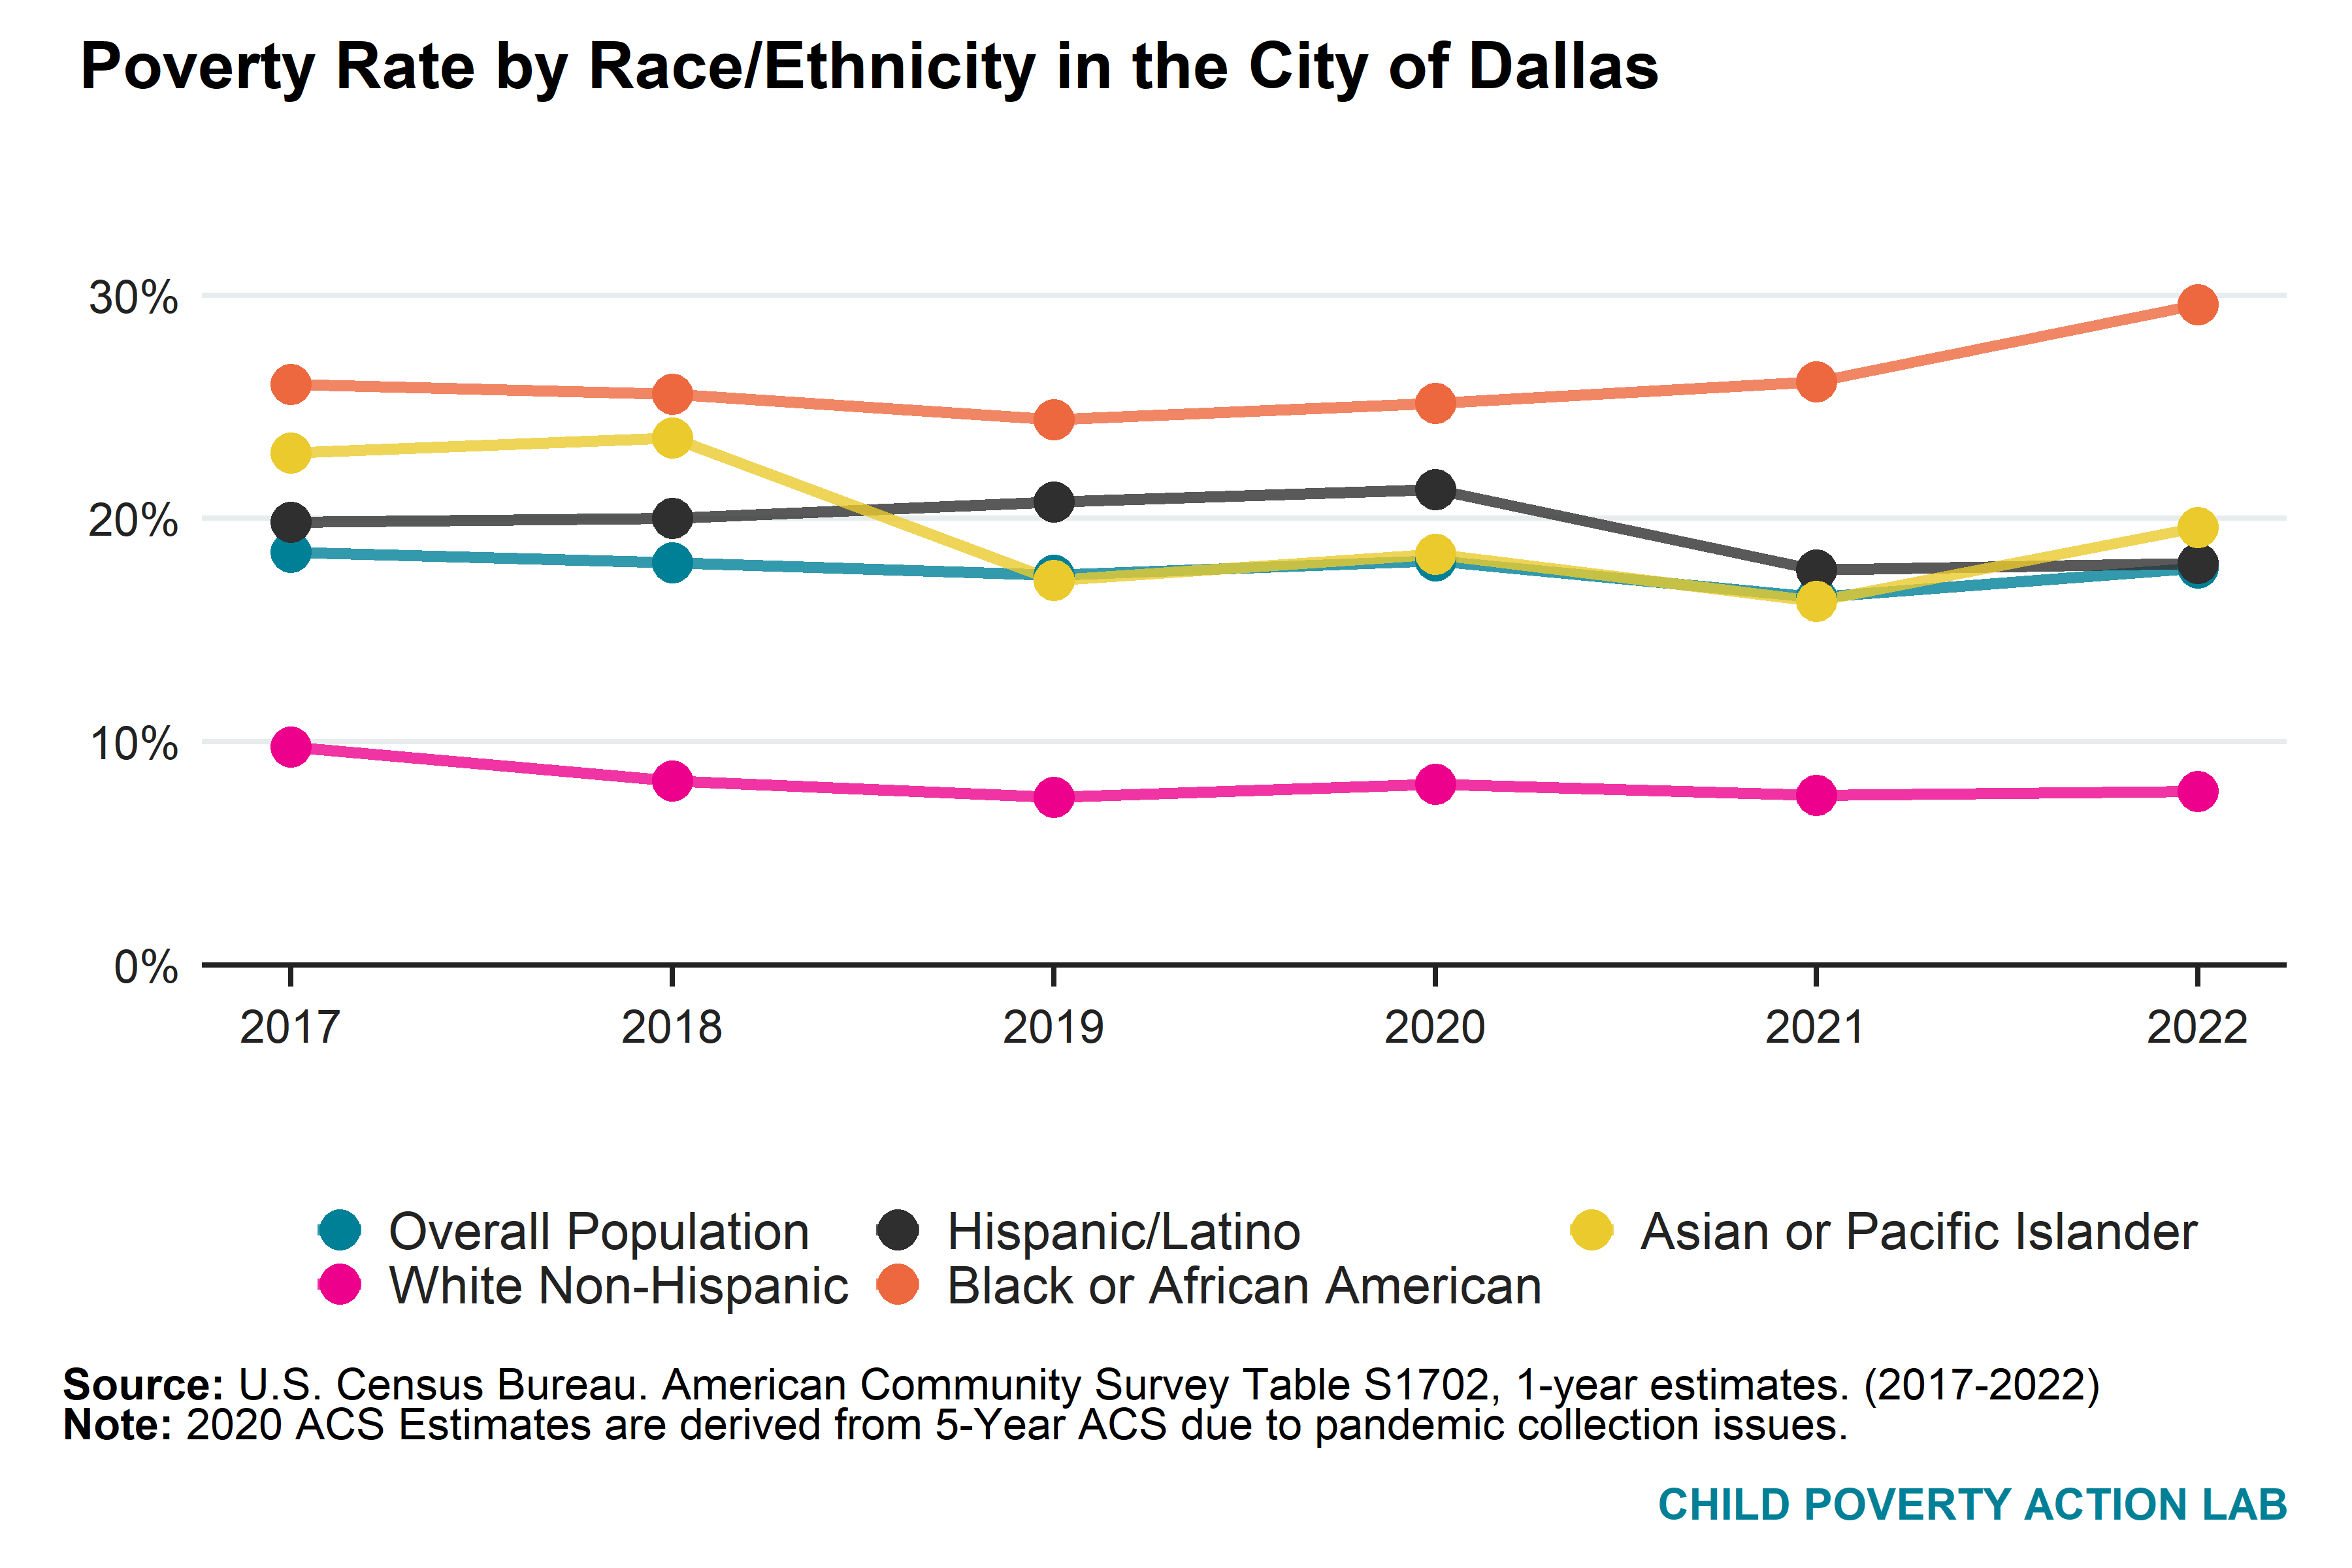 Poverty Rate by Race/Ethnicity in the City of Dallas
30%
20%
10%
0%
2017 2018 2019 2020 2021 2022
Overall Population Hispanic/Latino Asian or Pacific Islander
White Non-Hispanic Black or African American
Source: U.S. Census Bureau. American Community Survey Table S1702, 1-year estimates. (2017-2022)
Note: 2020 ACS Estimates are derived from 5-Year ACS due to pandemic collection issues.
CHILD POVERTY ACTION LAB